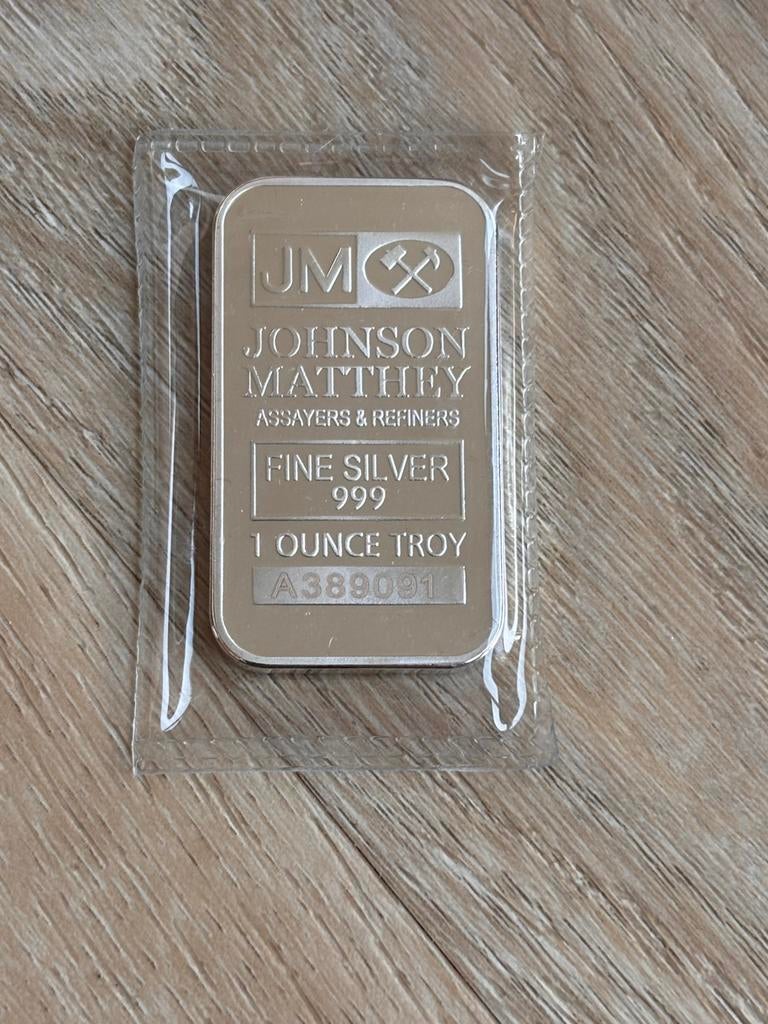 JM
JOHNSON
MATTHEY
ASSAYERS & REFINERS
FINE SILVER
999
1 OUNCE TROY
A389091